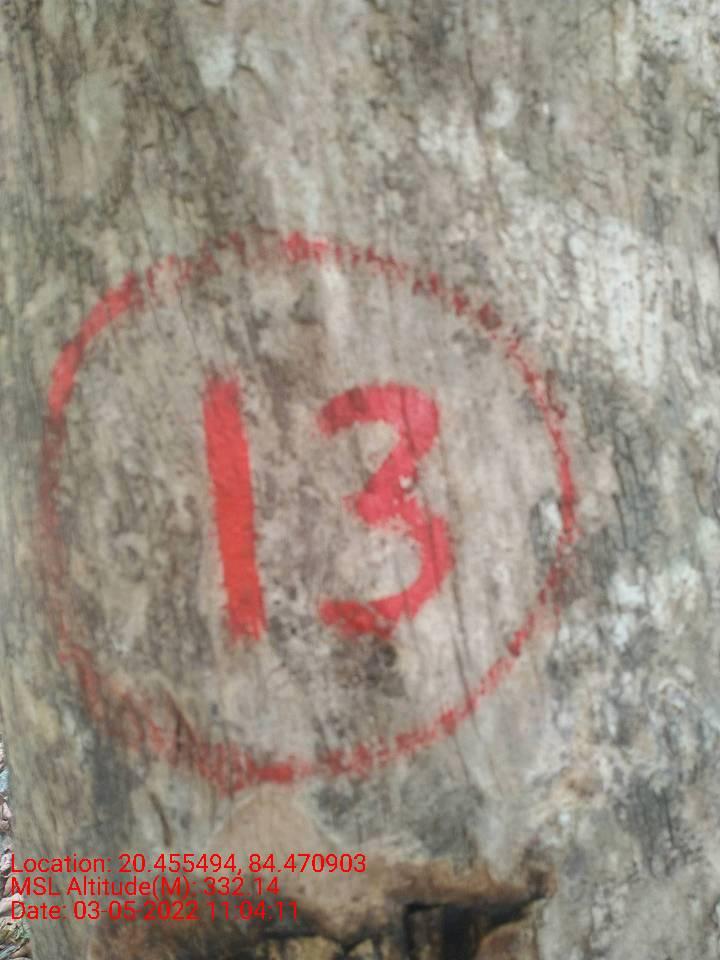 13
Location: 20.455494, 84.470903
MSL Altitude(M): 332.14
Date: 03-05-2022 11:04:11